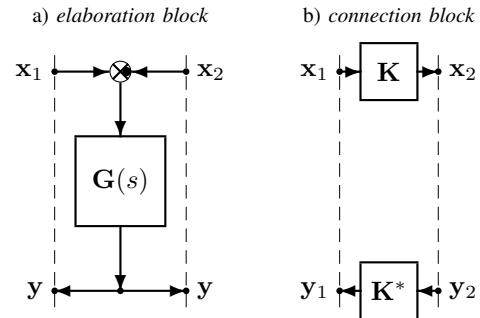 a) elaboration block b) connection block
x₁ x₂ x₁ K x₂
G(s)
y y y₁ K* y₂